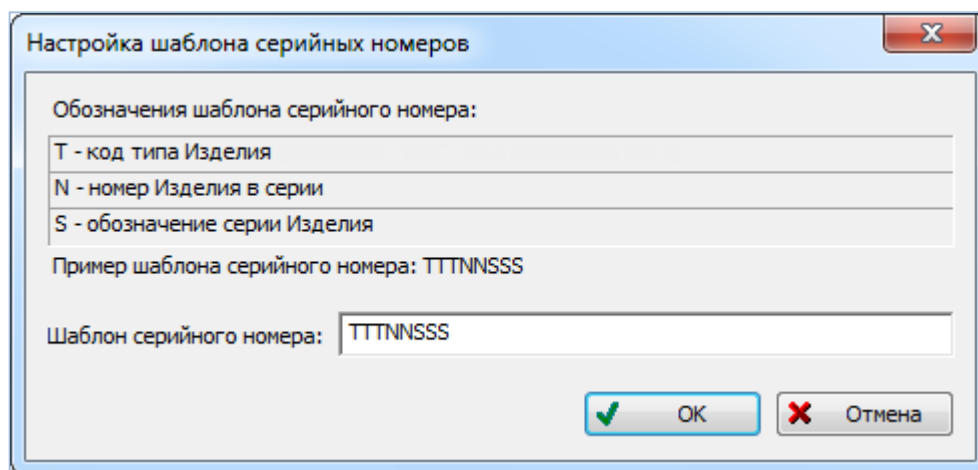 Настройка шаблона серийных номеров
Обозначения шаблона серийного номера:
T - код типа Изделия
N - номер Изделия в серии
S - обозначение серии Изделия
Пример шаблона серийного номера: TTTNNSSS
Шаблон серийного номера: TTTNNSSS
OK Отмена